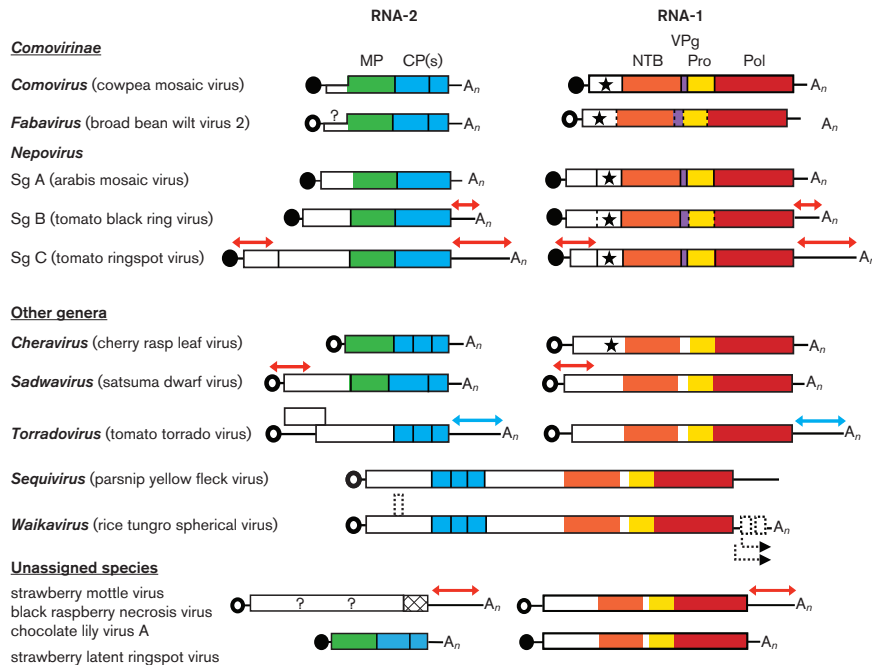 RNA-2 RNA-1
Comovirinae
VPg
MP CP(s) NTB Pro Pol
Comovirus (cowpea mosaic virus) An An
?
Fabavirus (broad bean wilt virus 2) An An
Nepovirus
Sg A (arabis mosaic virus) An An
Sg B (tomato black ring virus) An An
Sg C (tomato ringspot virus) An An
Other genera
Cheravirus (cherry rasp leaf virus) An An
Sadwavirus (satsuma dwarf virus) An An
Torradovirus (tomato torrado virus) An An
Sequivirus (parsnip yellow fleck virus)
Waikavirus (rice tungro spherical virus) An
Unassigned species
strawberry mottle virus
? ? An An
black raspberry necrosis virus
chocolate lily virus A
An An
strawberry latent ringspot virus